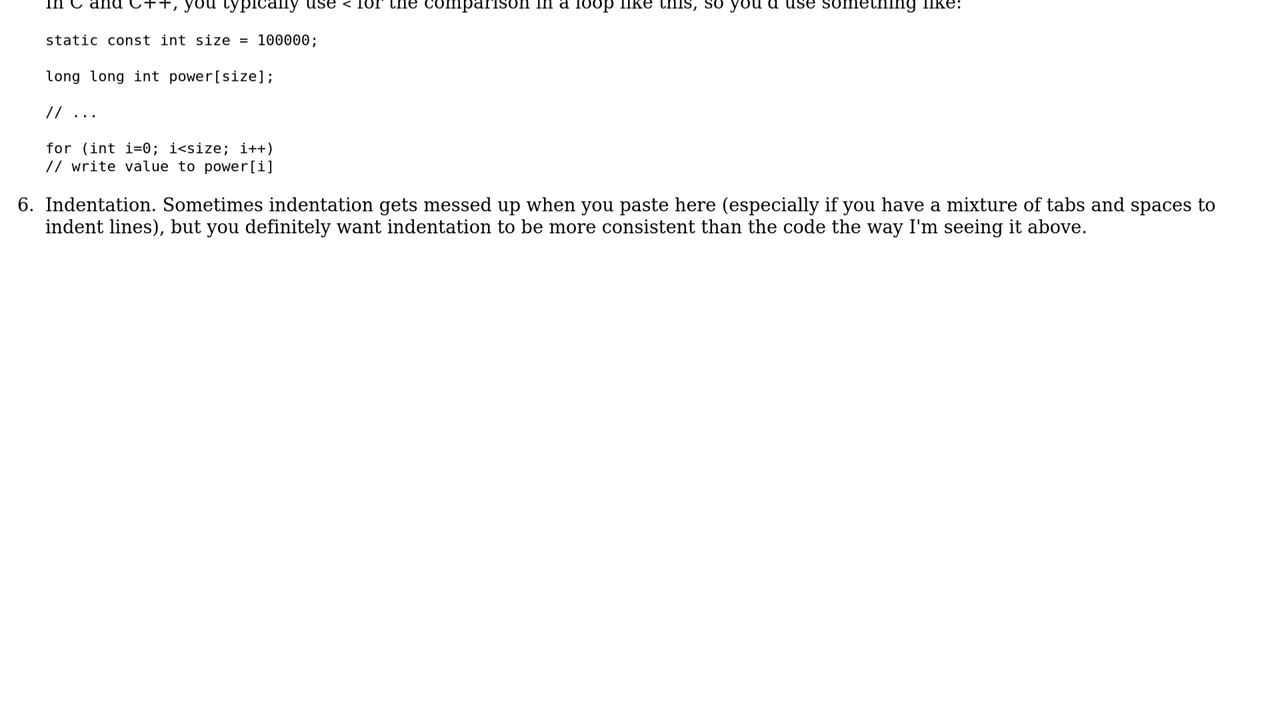 In C and C++, you typically use < for the comparison in a loop like this, so you'd use something like:
static const int size = 100000;
long long int power[size];
// ...
for (int i=0; i<size; i++)
// write value to power[i]
6. Indentation. Sometimes indentation gets messed up when you paste here (especially if you have a mixture of tabs and spaces to
indent lines), but you definitely want indentation to be more consistent than the code the way I'm seeing it above.